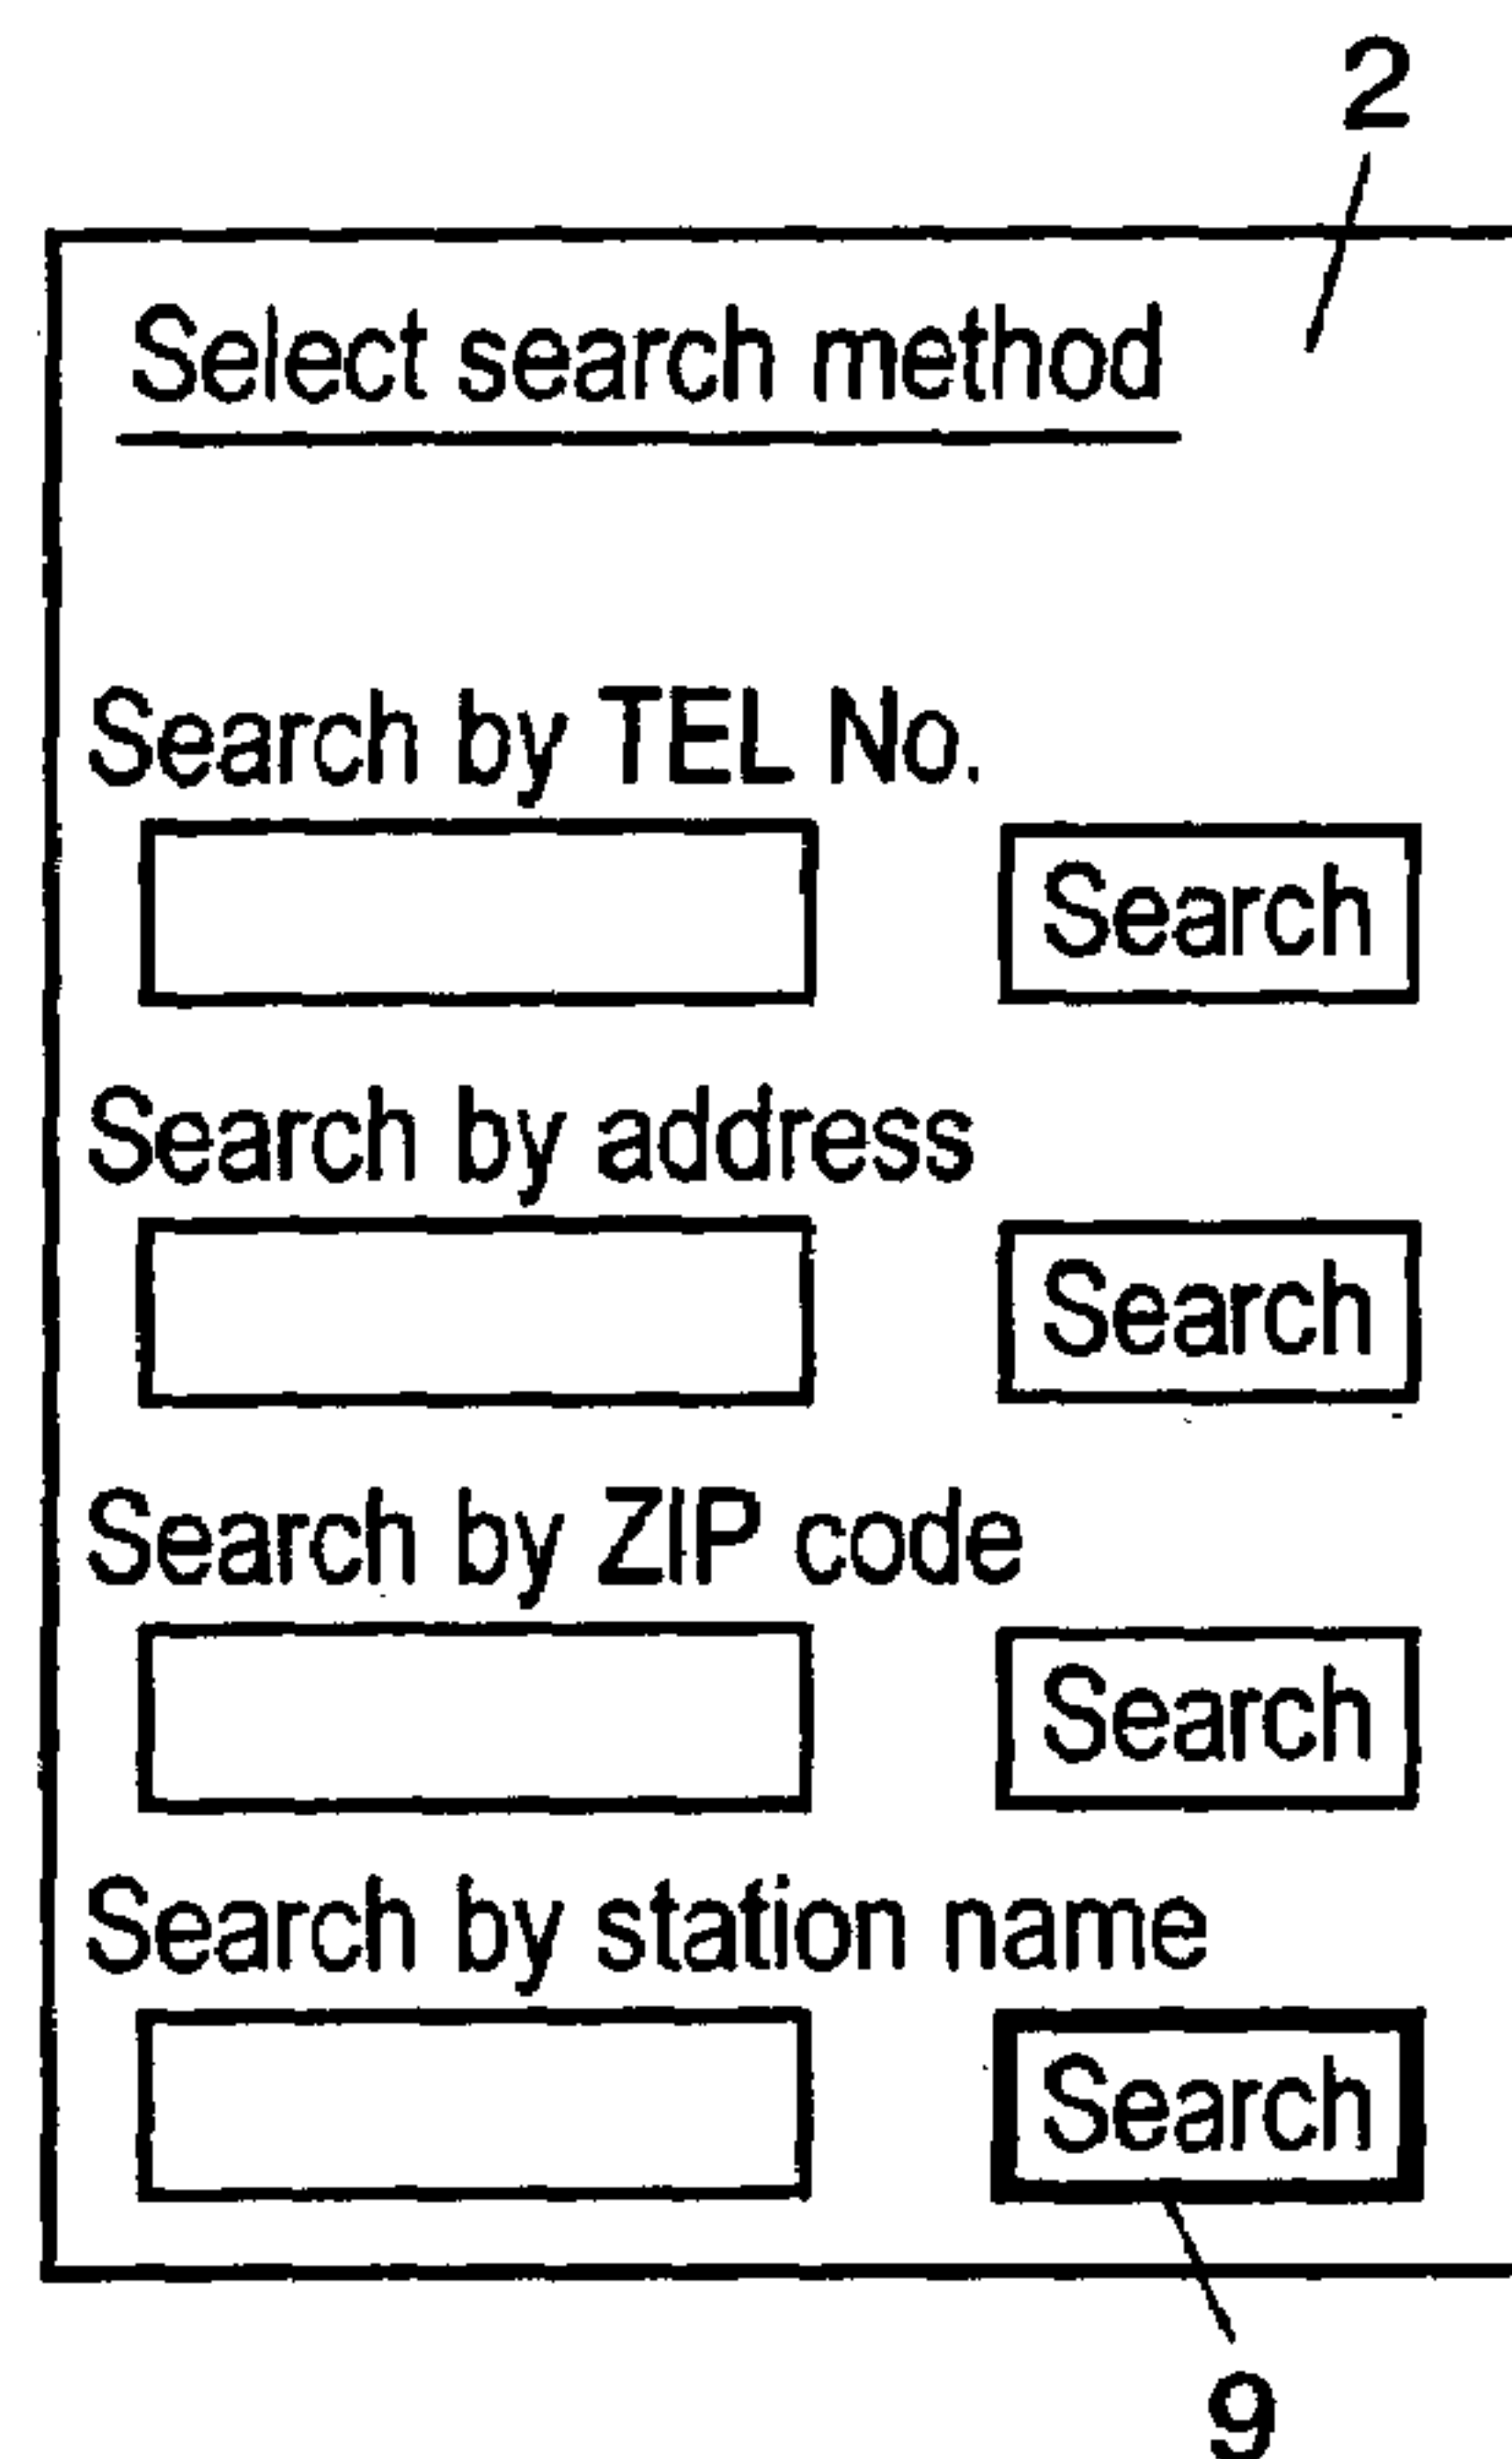 2
Select search method
Search by TEL No.
Search
Search by address
Search
Search by ZIP code
Search
Search by station name
Search
9